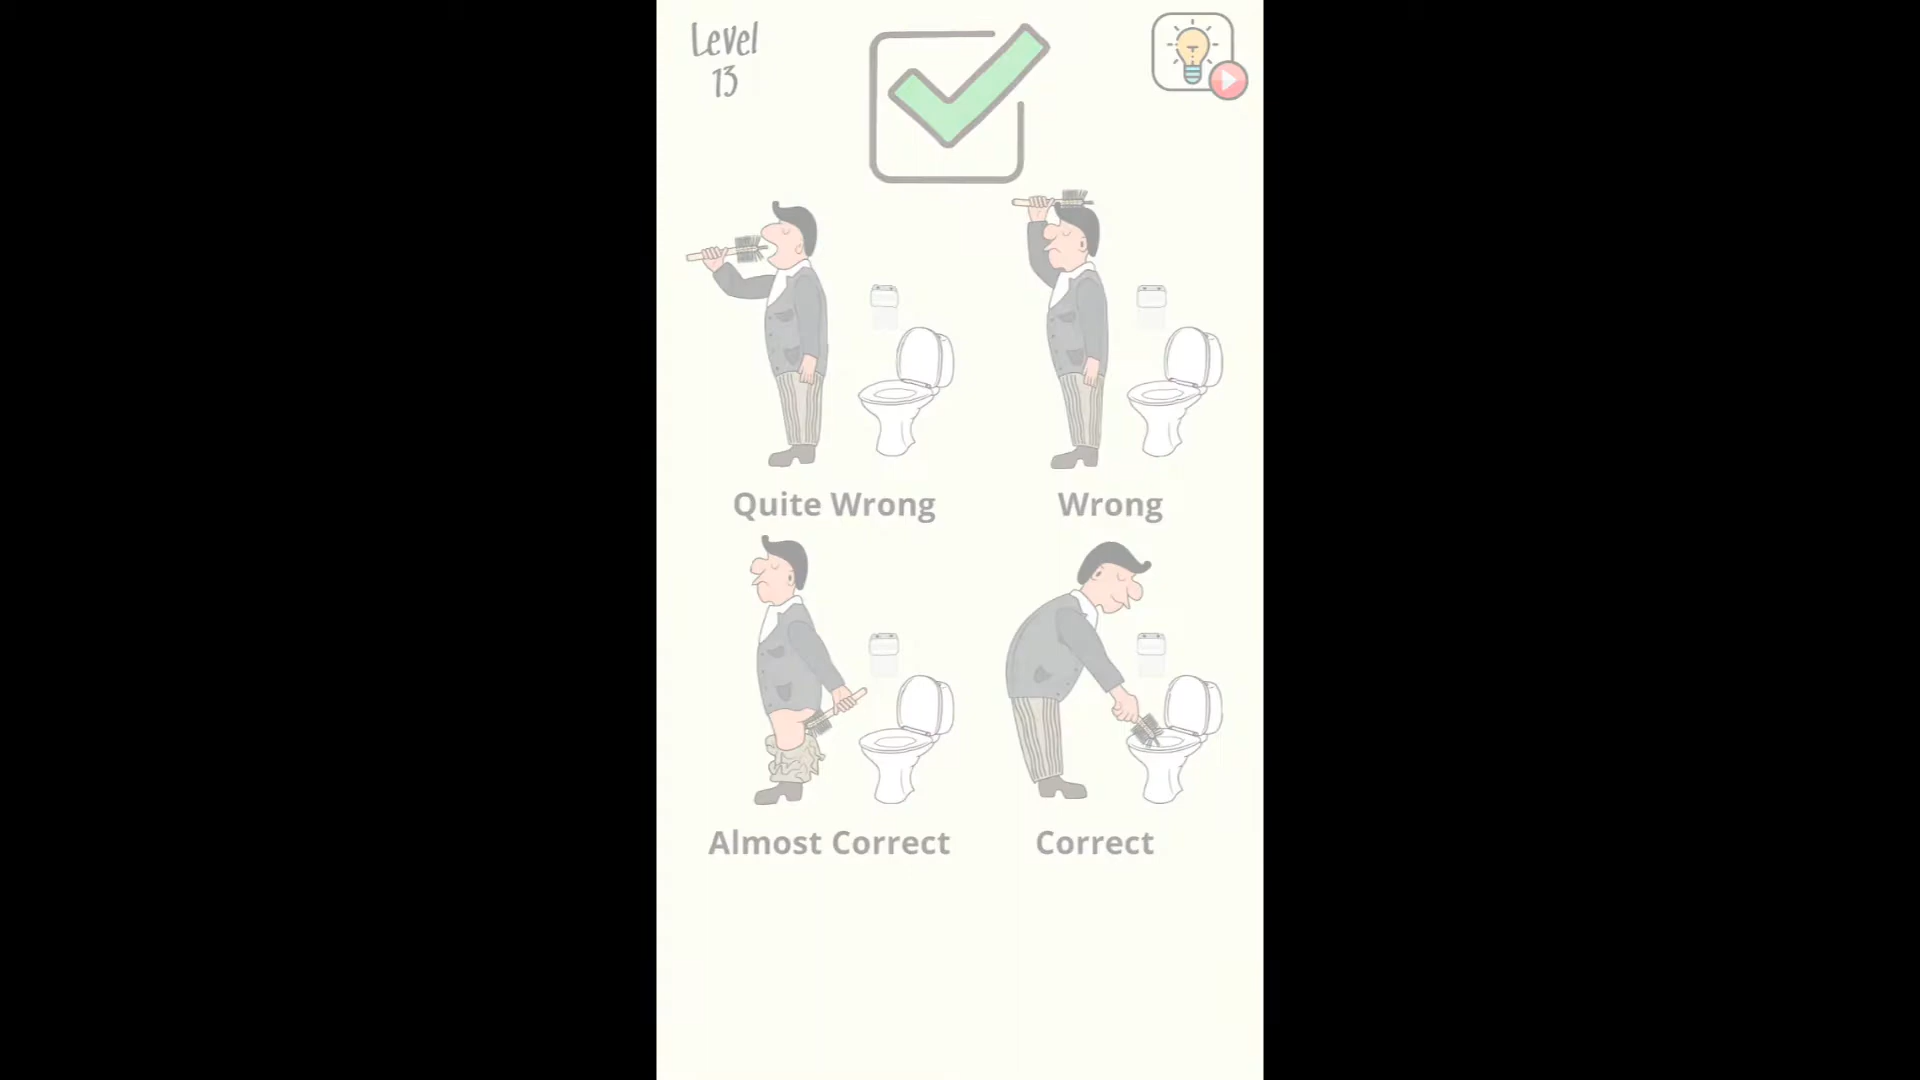 Level
13
Quite Wrong
Wrong
Almost Correct
Correct